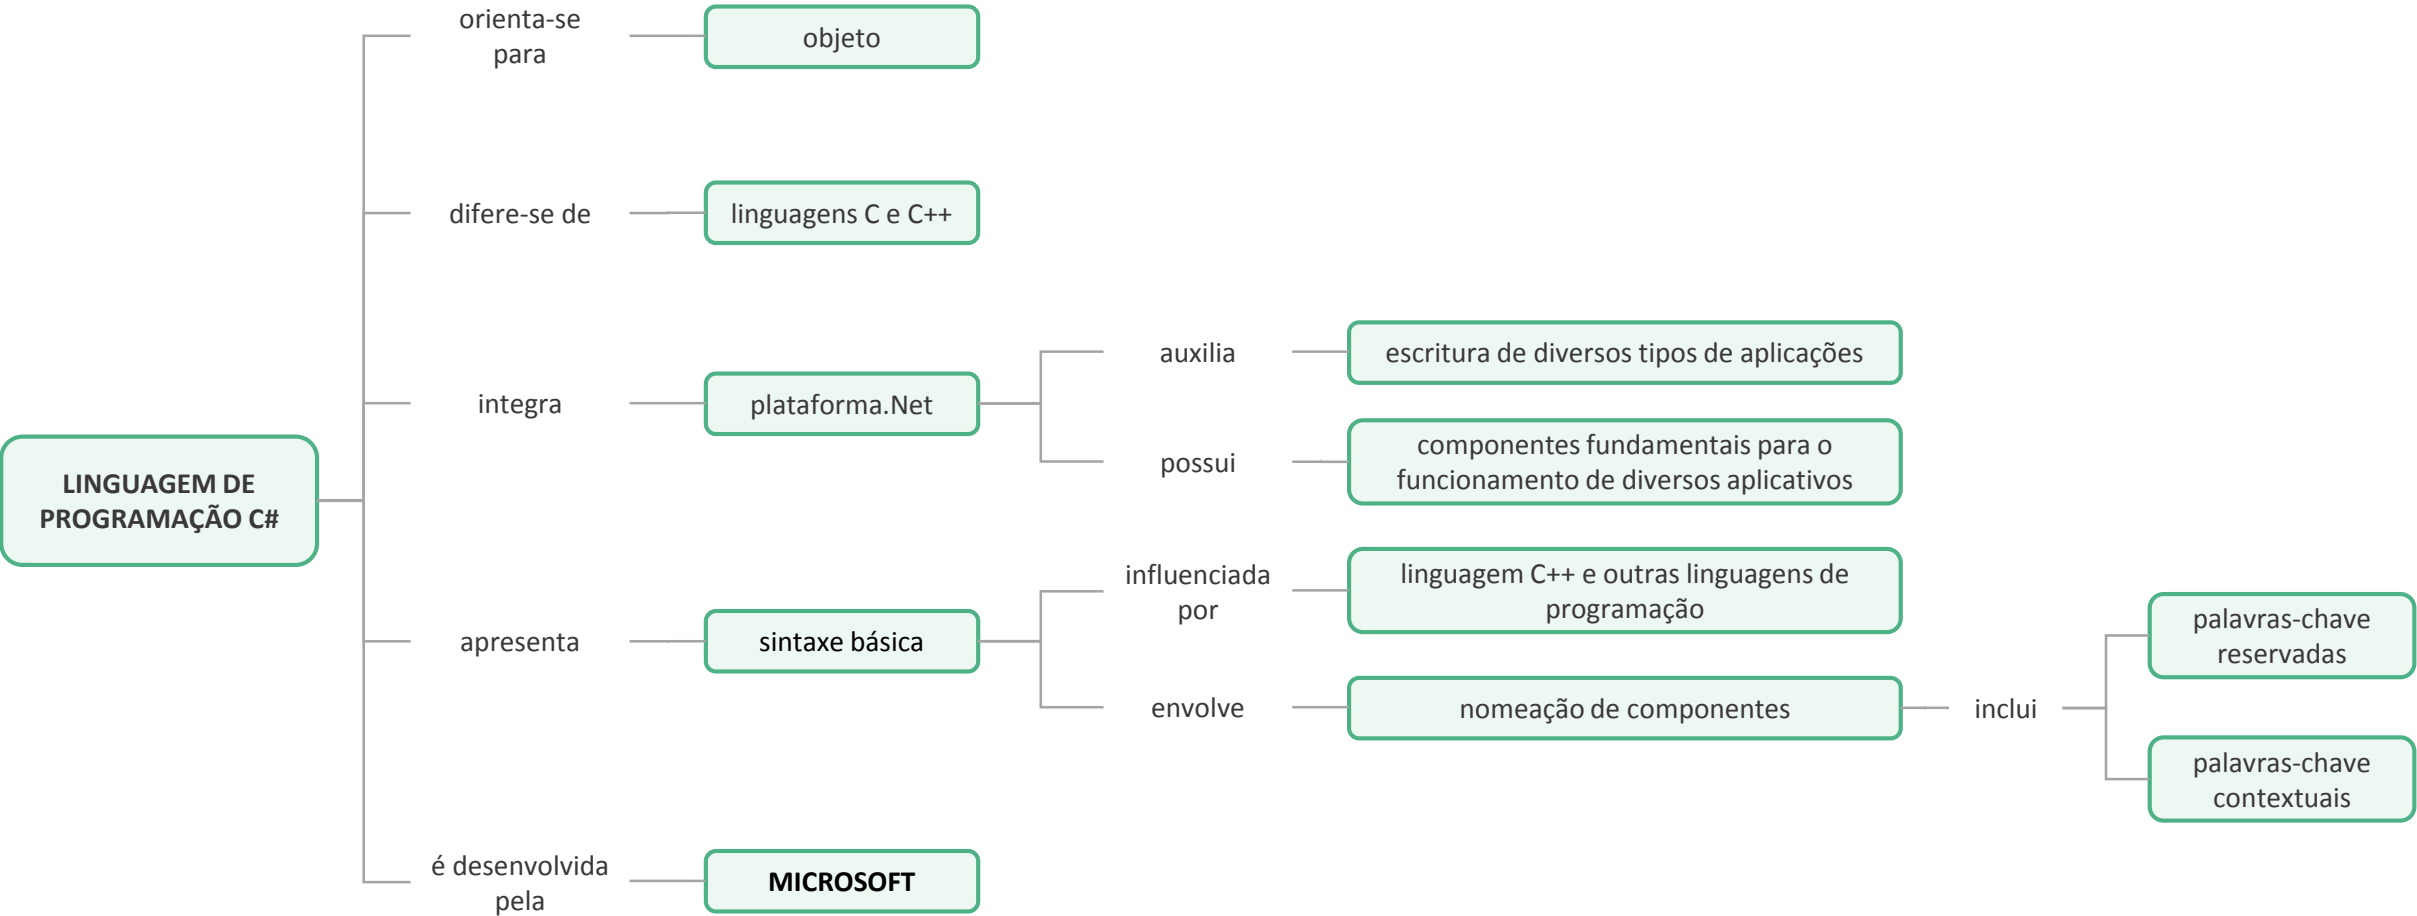 orienta-se
para
objeto
difere-se de
linguagens C e C++
integra
plataforma.Net
auxilia
escritura de diversos tipos de aplicações
possui
componentes fundamentais para o
funcionamento de diversos aplicativos
LINGUAGEM DE
PROGRAMAÇÃO C#
apresenta
sintaxe básica
influenciada
por
linguagem C++ e outras linguagens de
programação
envolve
nomeação de componentes
inclui
palavras-chave
reservadas
palavras-chave
contextuais
é desenvolvida
pela
MICROSOFT